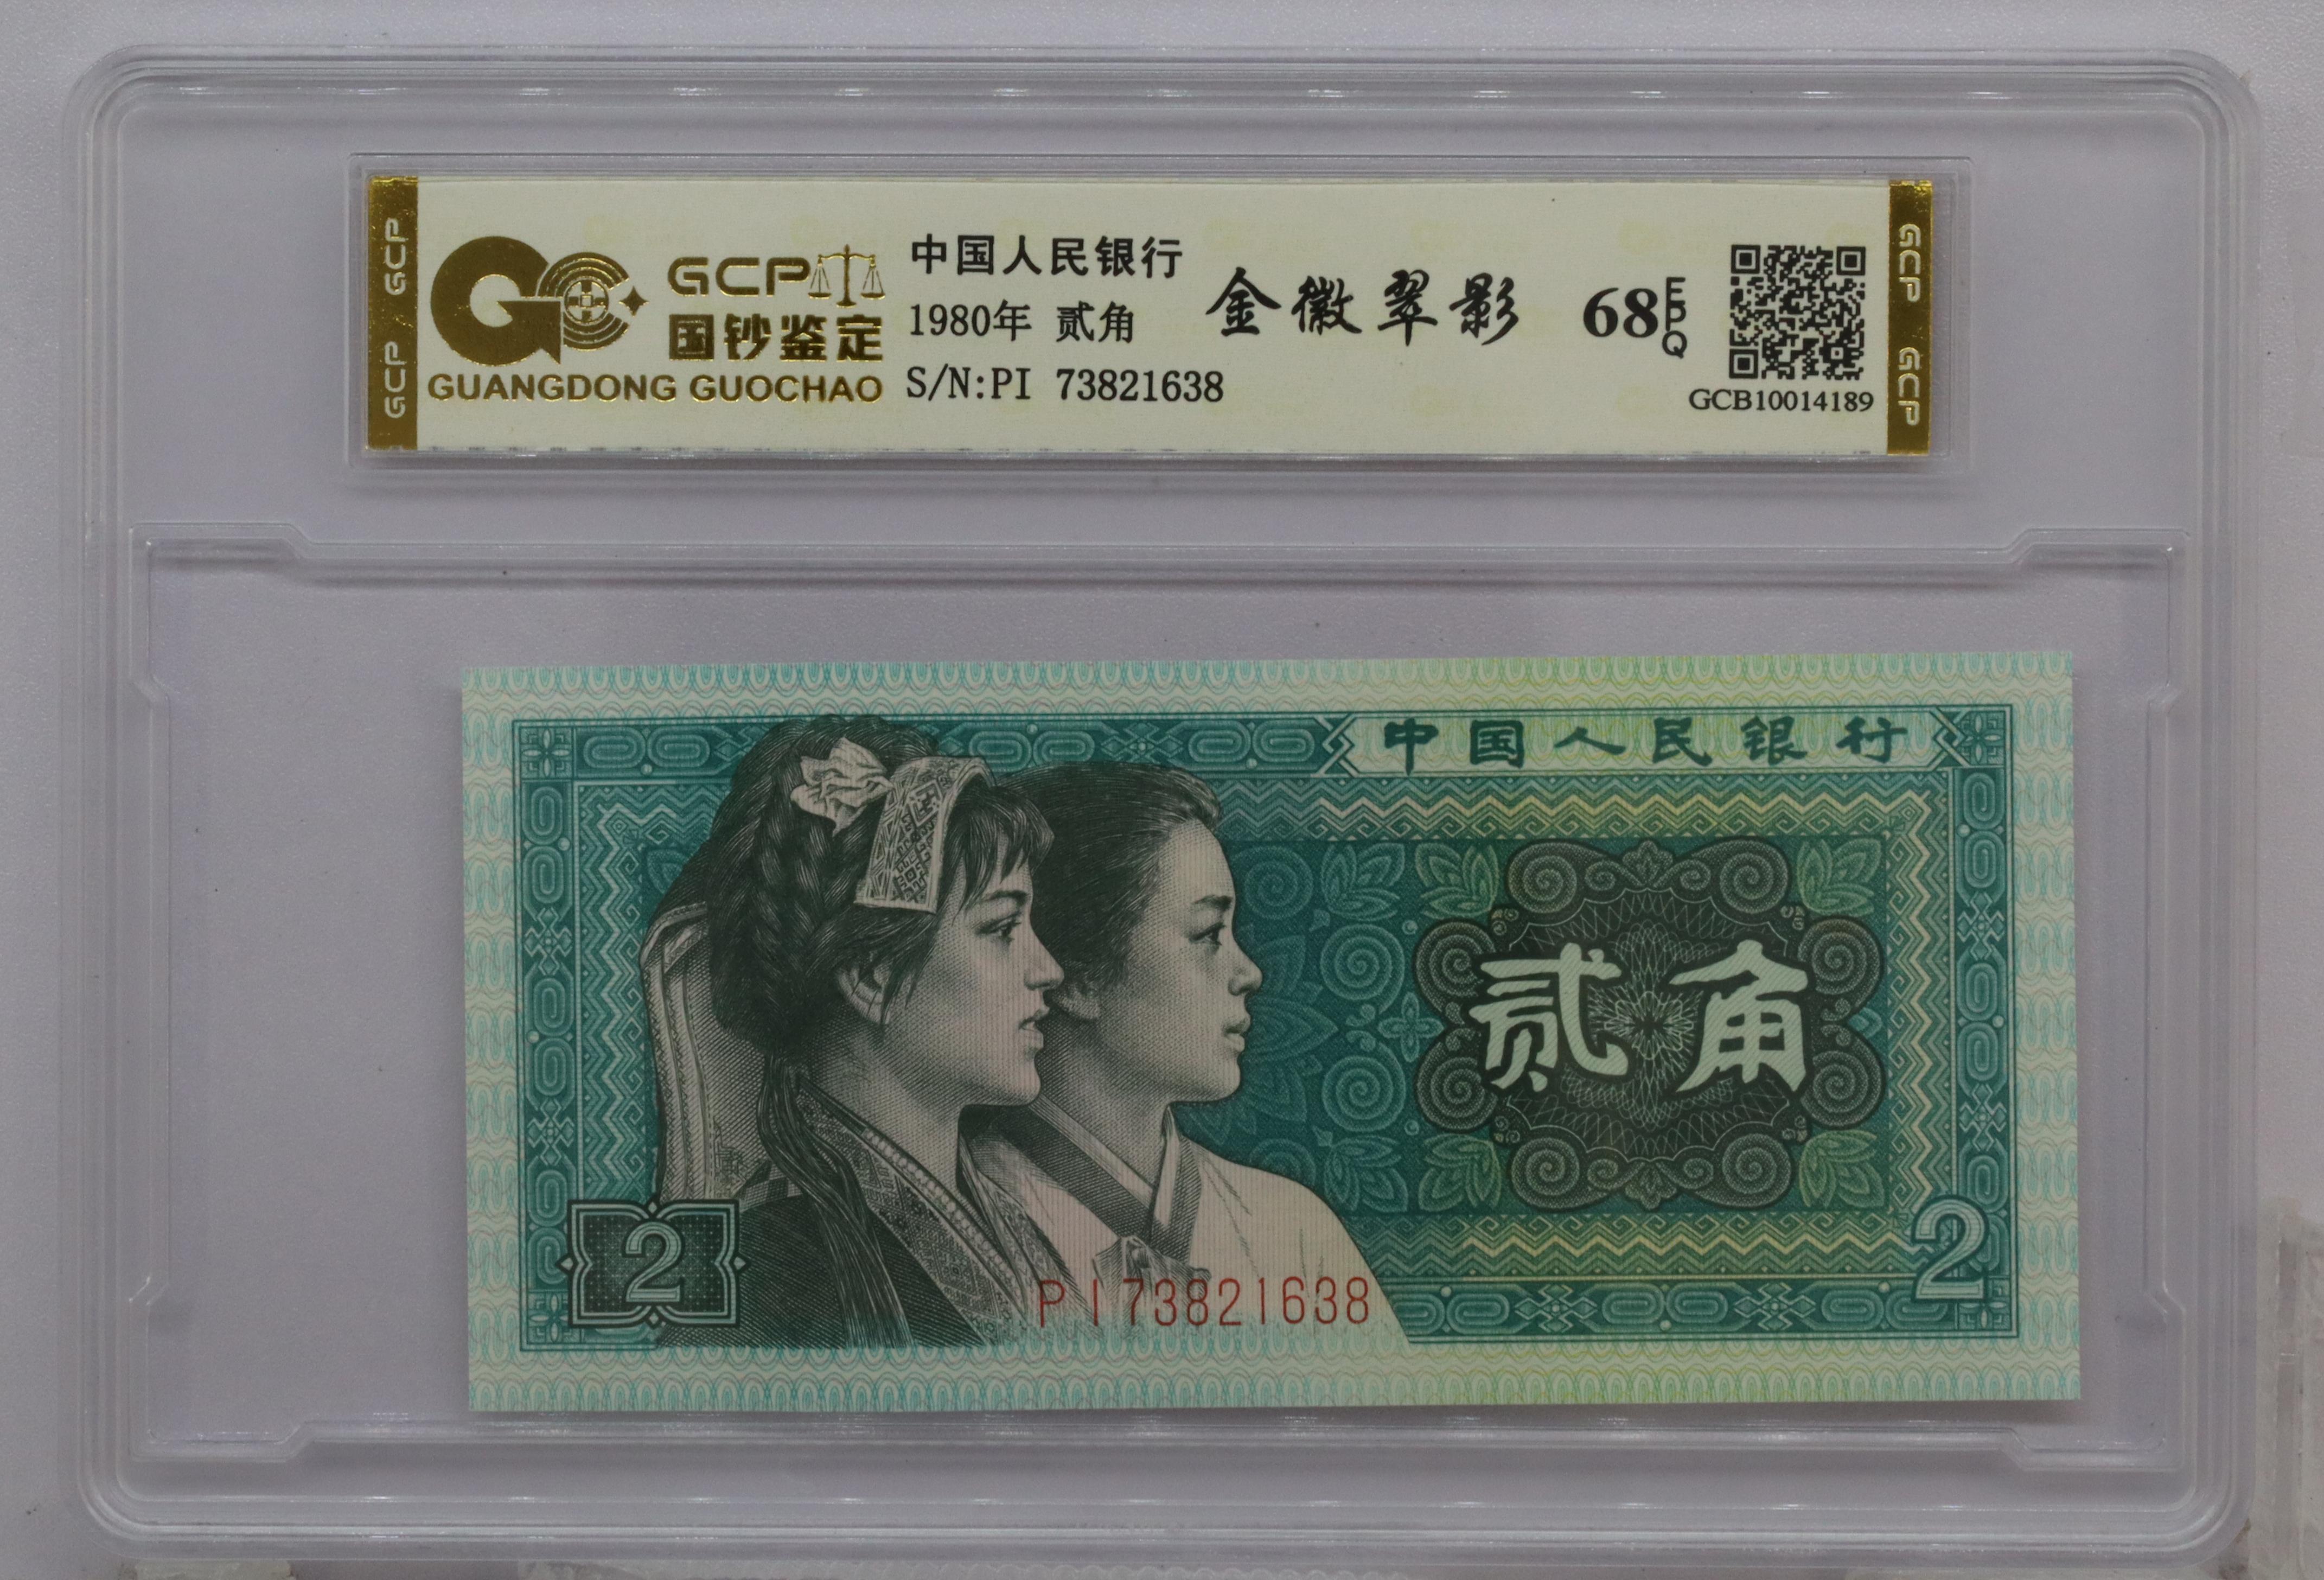 GCP GCP
GCP
国钞鉴定
GUANGDONG GUOCHAO
中国人民银行
1980年 贰角
S/N:PI 73821638
金徽翠影
68 EPQ
GCB10014189
GCP GCP
中国人民银行
贰角
2
2
PI73821638